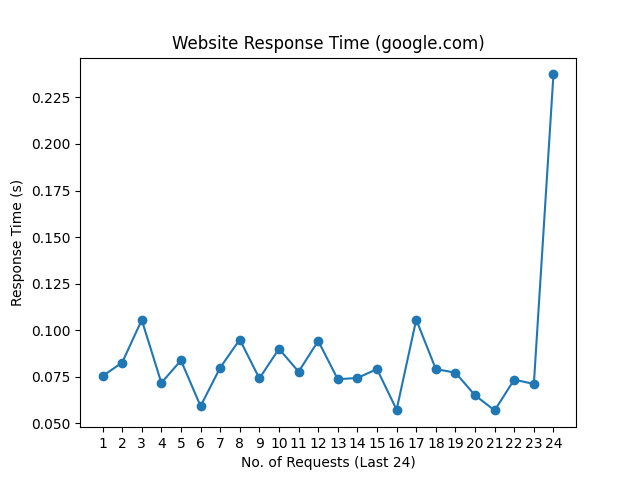 Website Response Time (google.com)
0.225
0.200
0.175
0.150
0.125
0.100
0.075
0.050
Response Time (s)
1 2 3 4 5 6 7 8 9 10 11 12 13 14 15 16 17 18 19 20 21 22 23 24
No. of Requests (Last 24)